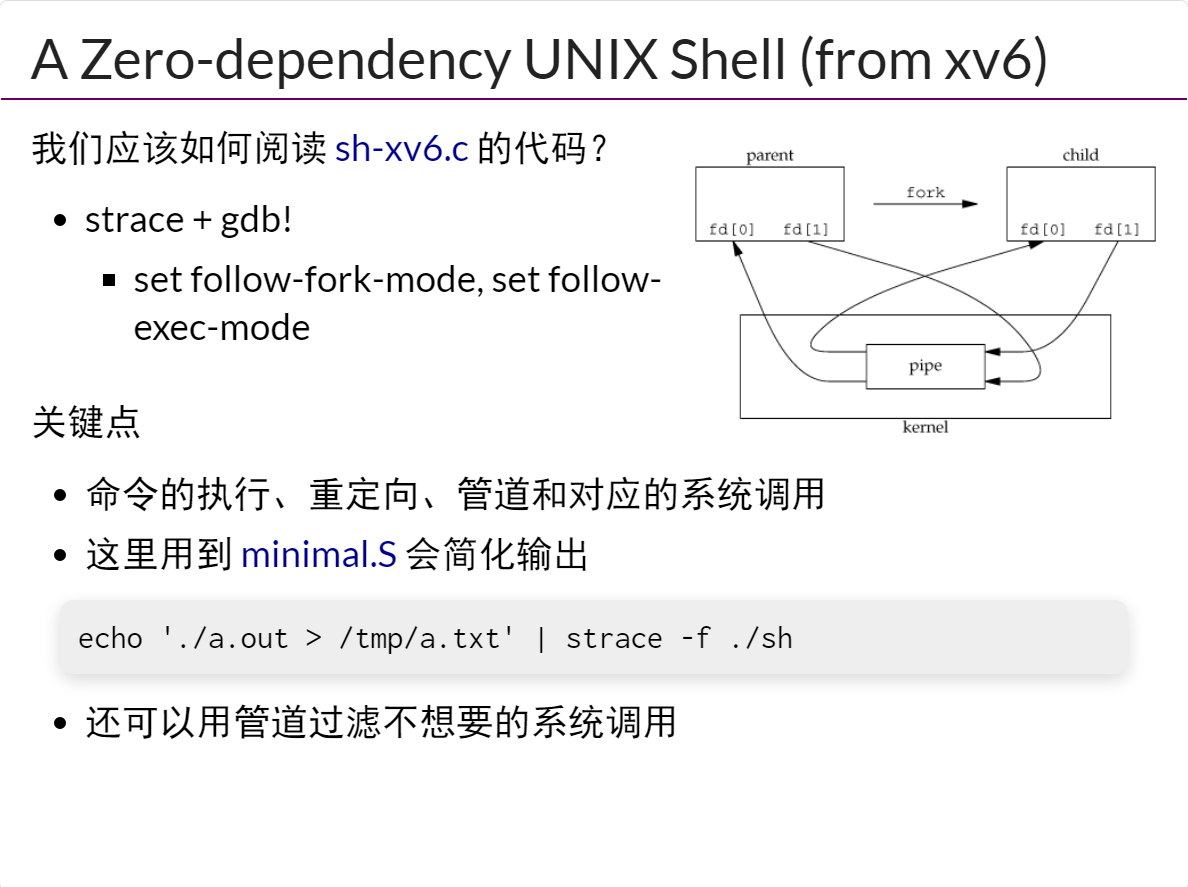 A Zero-dependency UNIX Shell (from xv6)
我们应该如何阅读 sh-xv6.c 的代码？
• strace + gdb!
▪ set follow-fork-mode, set follow-
exec-mode
parent
child
fork
fd[0] fd[1]
fd[0] fd[1]
pipe
kernel
关键点
• 命令的执行、重定向、管道和对应的系统调用
• 这里用到 minimal.S 会简化输出
echo './a.out > /tmp/a.txt' | strace -f ./sh
• 还可以用管道过滤不想要的系统调用